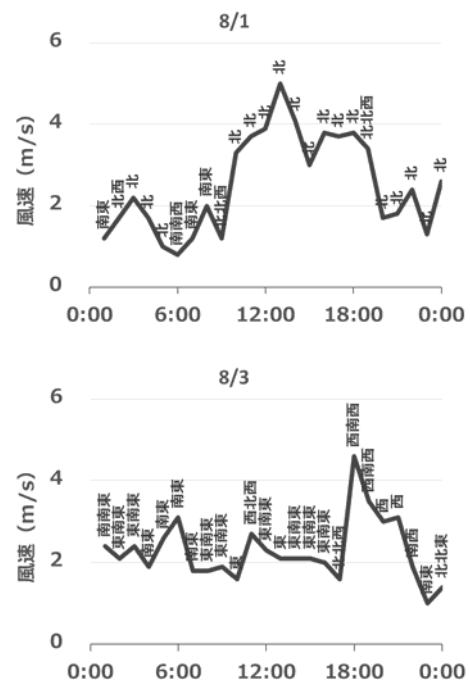 8/1
風速（m/s）
6
4
2
0
南東
北西
北
北
北
南南西
南東
南東
北北西
北
北
北
北
北
北
北
北
北
北北西
北
北
北
北
北
0:00 6:00 12:00 18:00 0:00
8/3
風速（m/s）
6
4
2
0
南南東
東南東
東南東
南東
南東
南東
南東
東南東
東南東
東
西北西
東南東
東
東南東
東南東
東南東
北北西
西南西
西南西
西
西
南西
南東
北北東
0:00 6:00 12:00 18:00 0:00